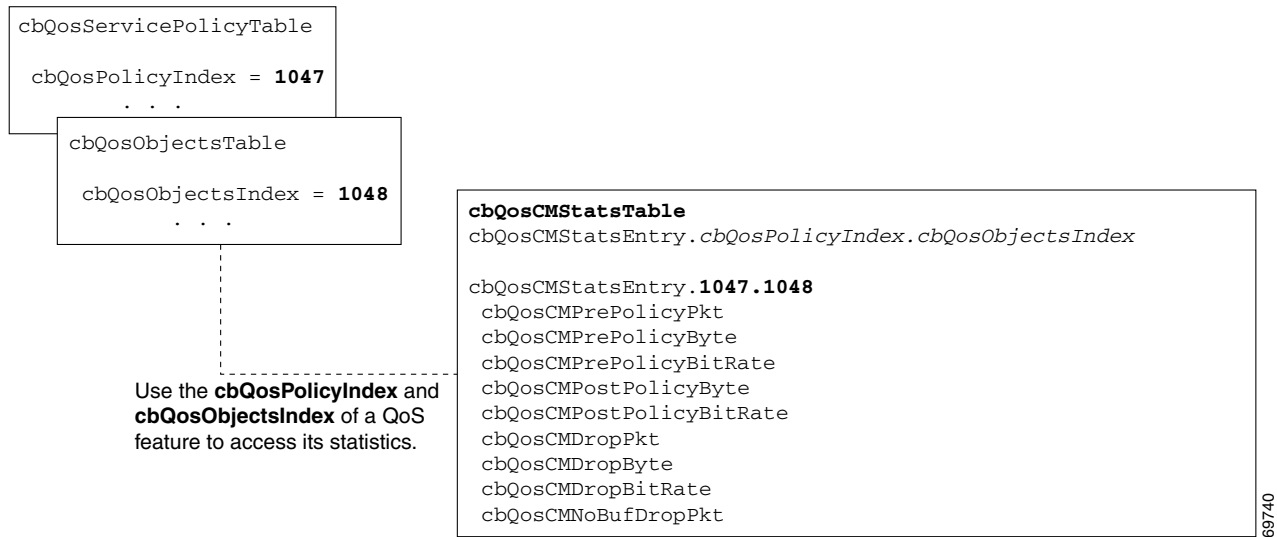 cbQosServicePolicyTable
cbQosPolicyIndex = 1047
. . .
cbQosObjectsTable
cbQosObjectsIndex = 1048
. . .
Use the cbQosPolicyIndex and
cbQosObjectsIndex of a QoS
feature to access its statistics.
cbQosCMStatsTable
cbQosCMStatsEntry.cbQosPolicyIndex.cbQosObjectsIndex
cbQosCMStatsEntry.1047.1048
cbQosCMPrePolicyPkt
cbQosCMPrePolicyByte
cbQosCMPrePolicyBitRate
cbQosCMPostPolicyByte
cbQosCMPostPolicyBitRate
cbQosCMDropPkt
cbQosCMDropByte
cbQosCMDropBitRate
cbQosCMNoBufDropPkt
69740